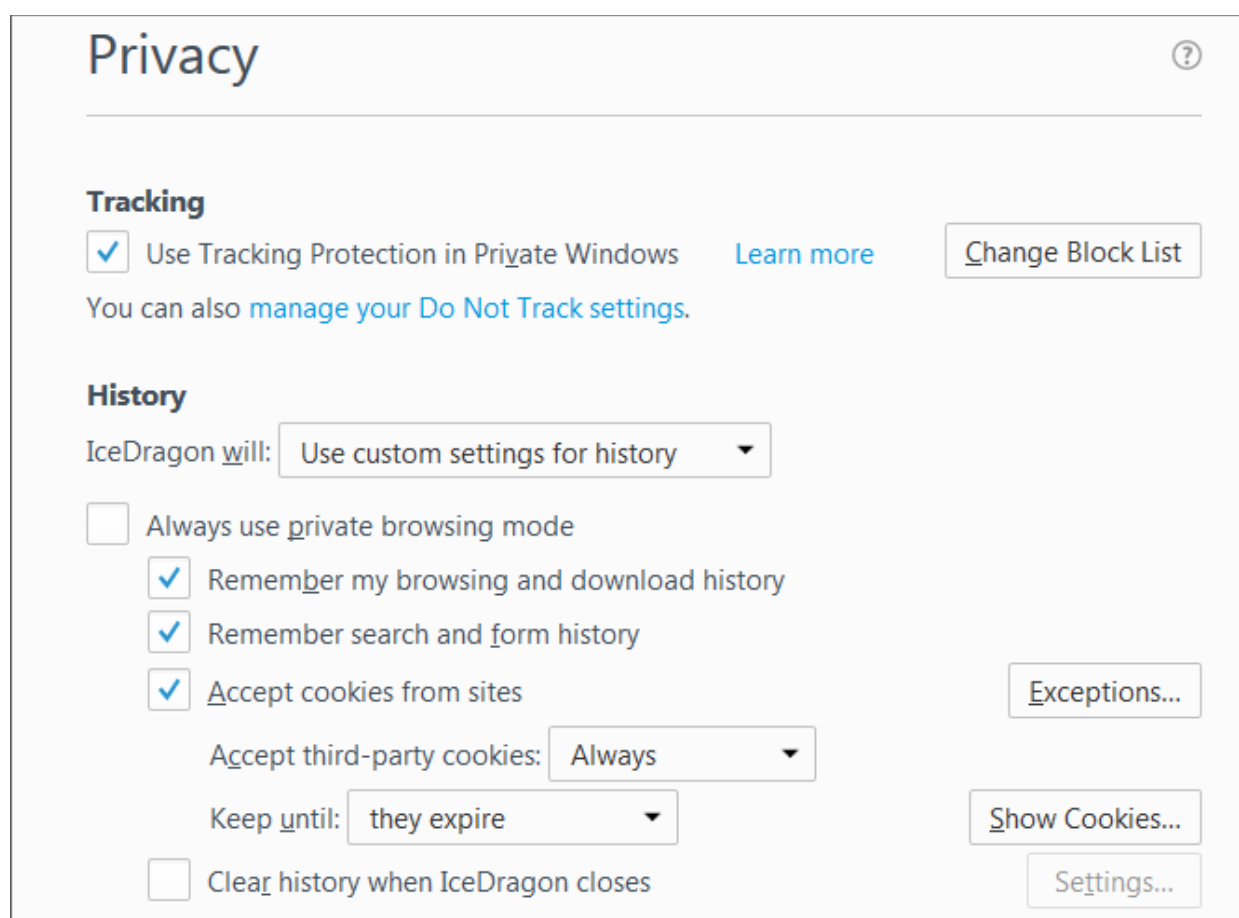 Privacy ?
Tracking
Use Tracking Protection in Private Windows Learn more Change Block List
You can also manage your Do Not Track settings.
History
IceDragon will: Use custom settings for history
Always use private browsing mode
Remember my browsing and download history
Remember search and form history
Accept cookies from sites Exceptions...
Accept third-party cookies: Always
Keep until: they expire Show Cookies...
Clear history when IceDragon closes Settings...